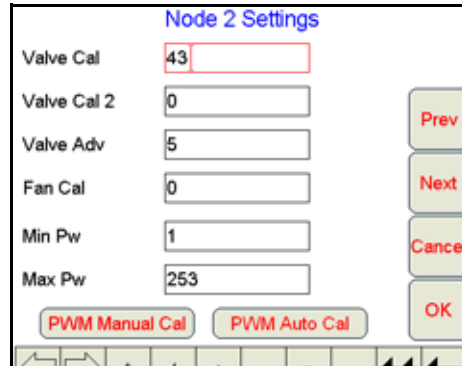 Node 2 Settings
Valve Cal 43
Valve Cal 2 0
Valve Adv 5
Fan Cal 0
Min Pw 1
Max Pw 253
PWM Manual Cal PWM Auto Cal
Prev
Next
Cance
OK